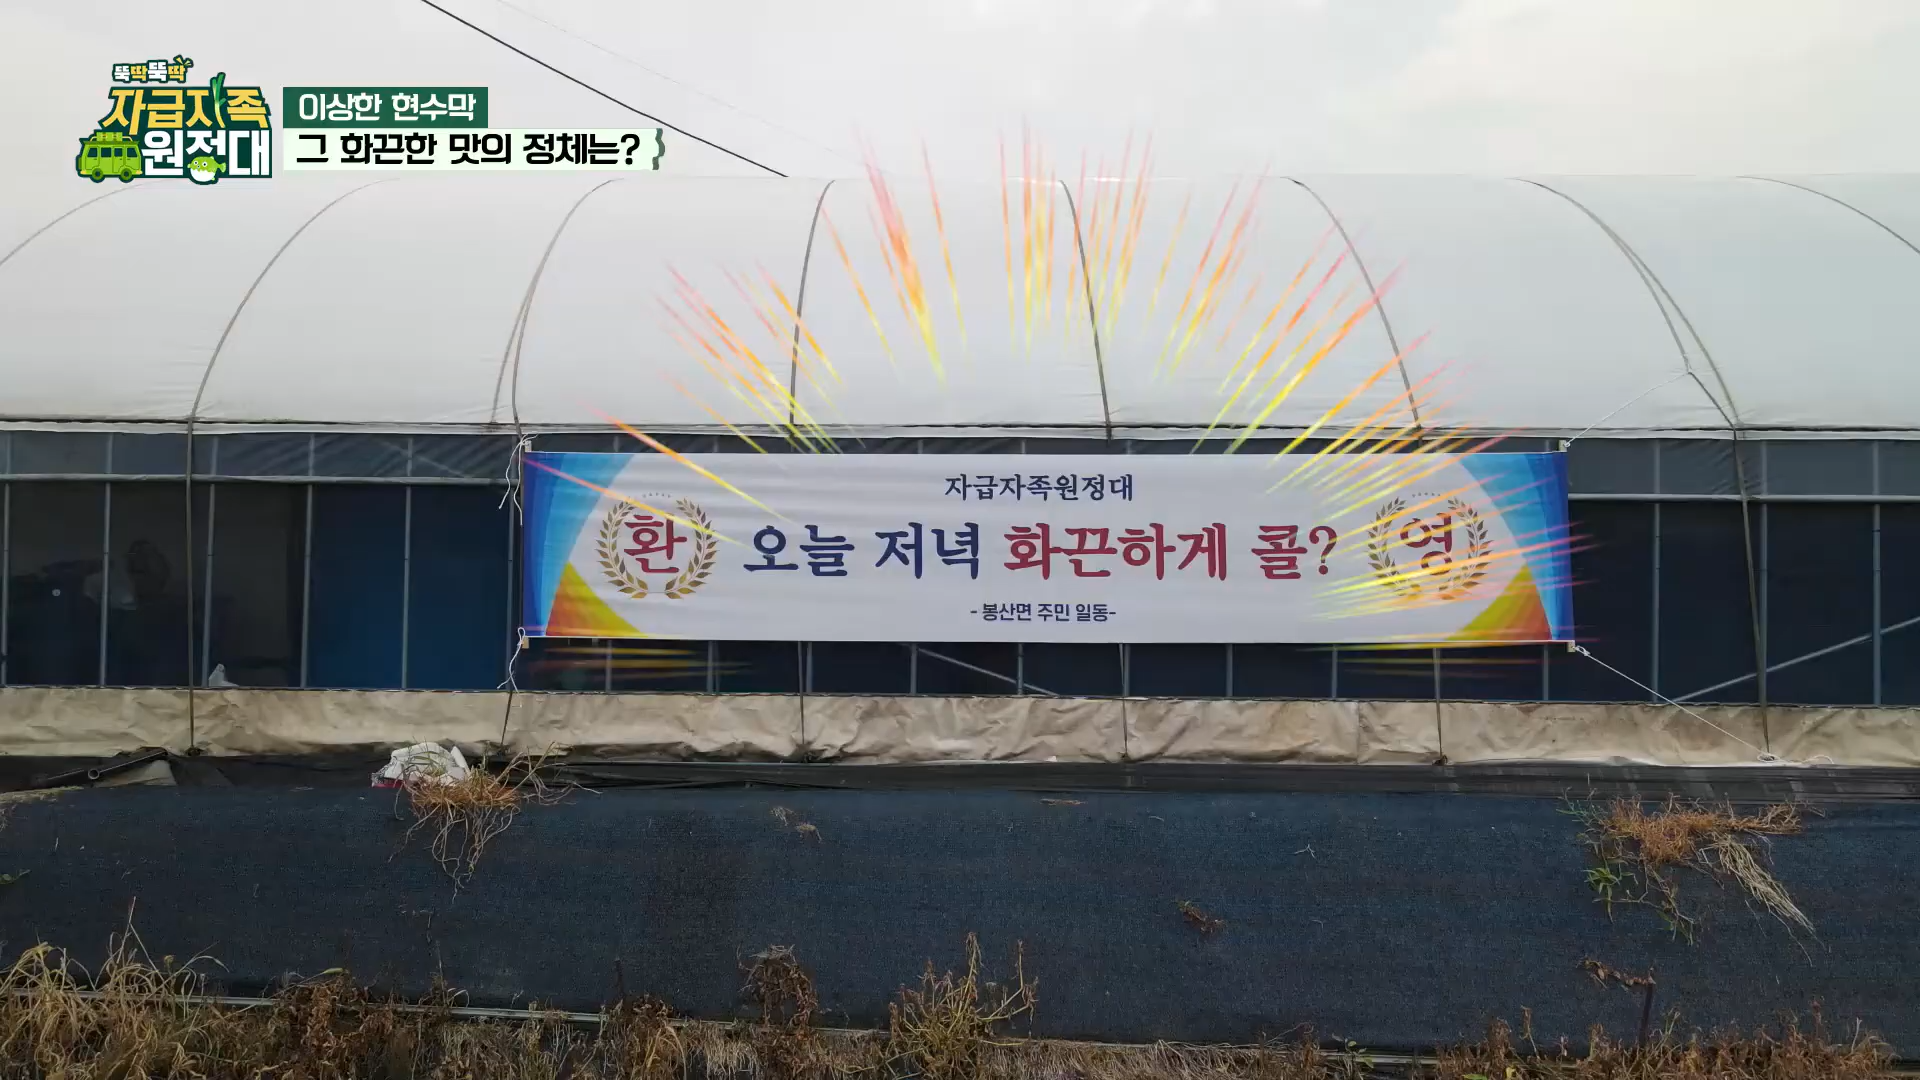 뚝딱뚝딱
자급자족
원정대
이상한 현수막
그 화끈한 맛의 정체는?
자급자족원정대
환 오늘 저녁 화끈하게 콜? 영
- 봉산면 주민 일동-